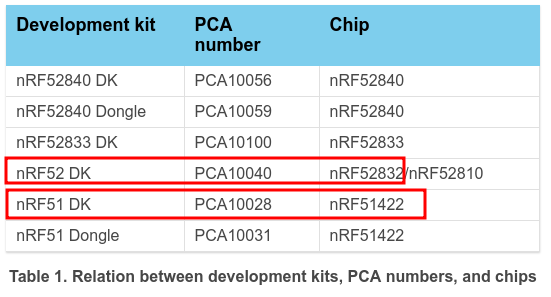 Development kit PCA number Chip
nRF52840 DK PCA10056 nRF52840
nRF52840 Dongle PCA10059 nRF52840
nRF52833 DK PCA10100 nRF52833
nRF52 DK PCA10040 nRF52832/nRF52810
nRF51 DK PCA10028 nRF51422
nRF51 Dongle PCA10031 nRF51422
Table 1. Relation between development kits, PCA numbers, and chips